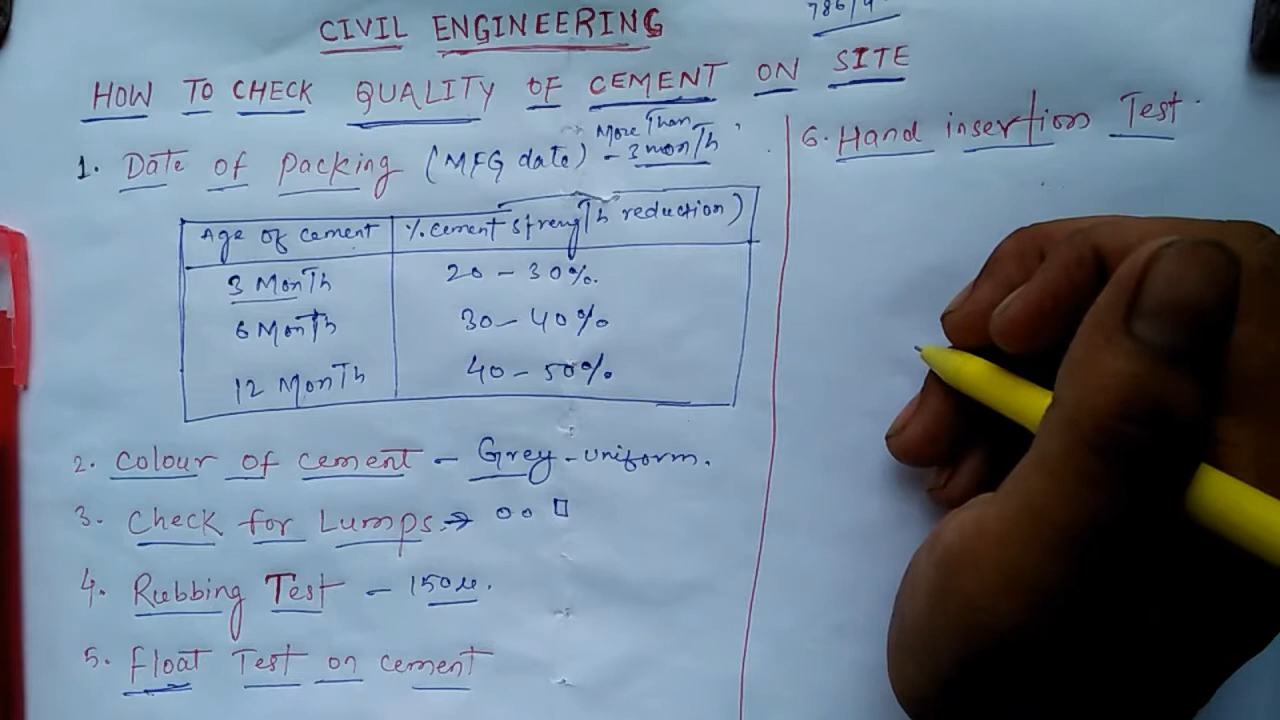 786/9
CIVIL ENGINEERING
HOW TO CHECK QUALITY OF CEMENT ON SITE
1. Date of packing (MFG date) - More Than 3 monTh
Age of cement | % cement strength reduction)
3 MonTh | 20 - 30%.
6 MonTh | 30 - 40%
12 MonTh | 40 - 50%
2. Colour of cement - Grey - uniform.
3. Check for Lumps. →
4. Rubbing Test - 150u.
5. Float Test on cement
6. Hand insertion Test.